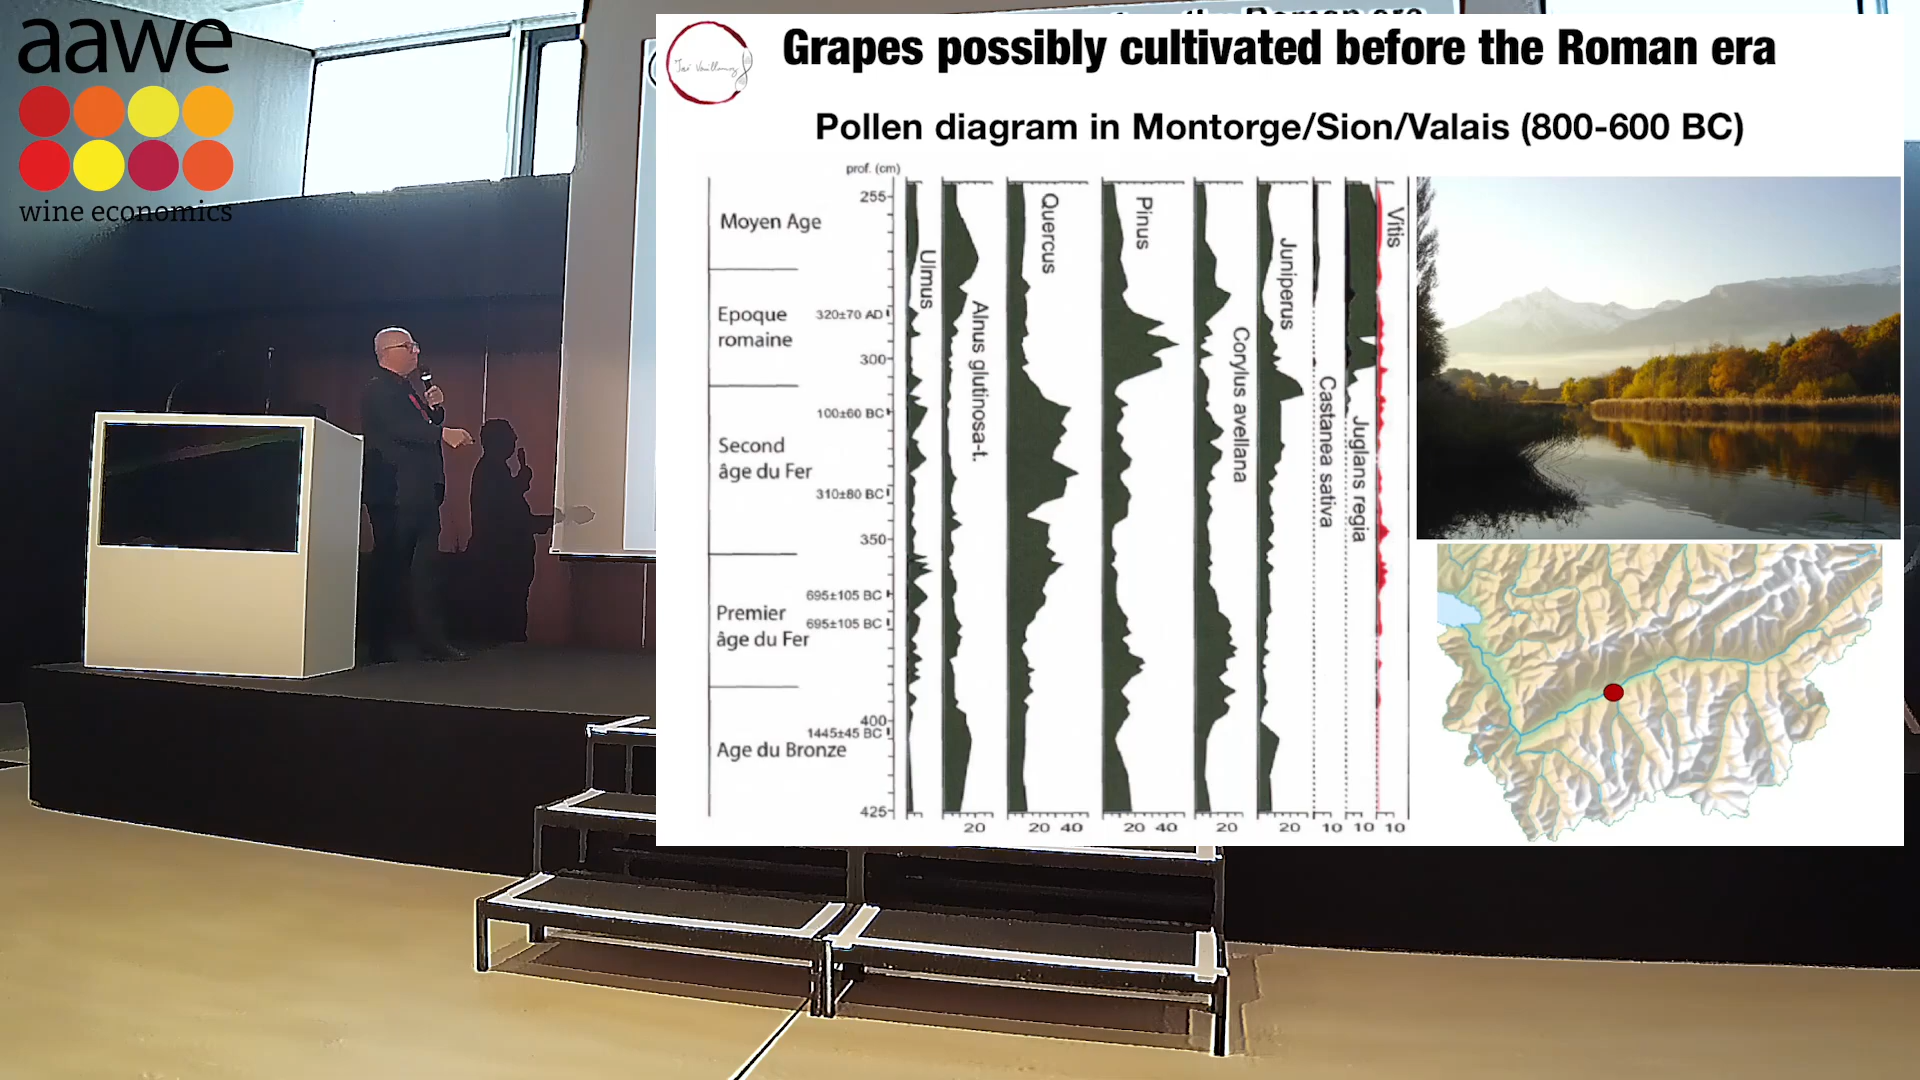 aawe
wine economics
Grapes possibly cultivated before the Roman era
Pollen diagram in Montorge/Sion/Valais (800-600 BC)
prof. (cm)
255
Moyen Age
Epoque
romaine
320±70 AD
300
100±60 BC
Second
âge du Fer
310±80 BC
350
695±105 BC
Premier
âge du Fer
695±105 BC
400
1445±45 BC
Age du Bronze
425
Ulmus
Alnus glutinosa-t.
Quercus
Pinus
Corylus avellana
Juniperus
Castanea sativa
Juglans regia
Vitis
20
20 40
20 40
20
20
10
10
10